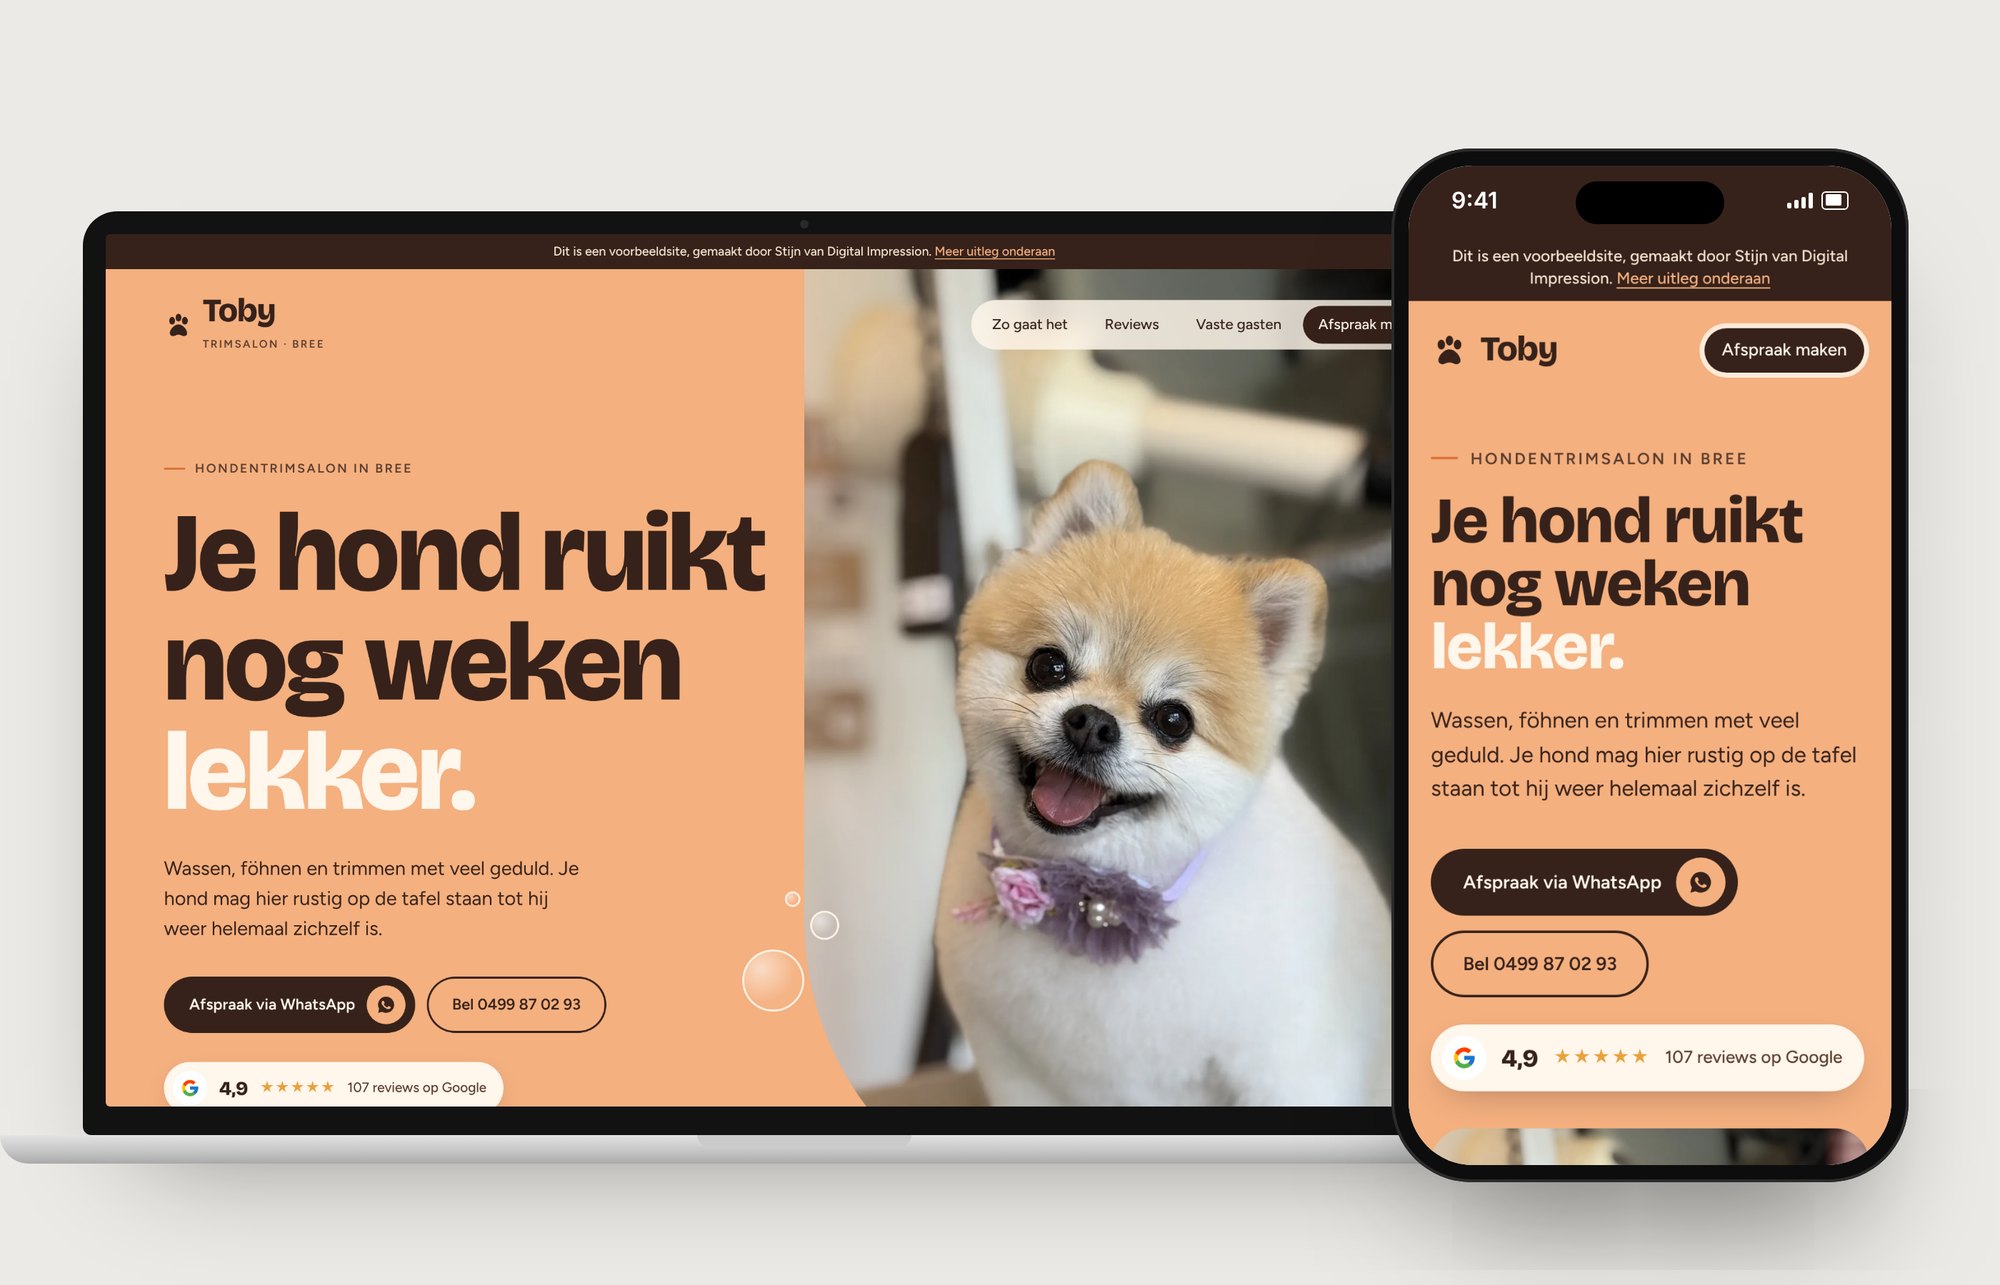 Dit is een voorbeeldsite, gemaakt door Stijn van Digital Impression. Meer uitleg onderaan
Toby
TRIMSALON · BREE
Zo gaat het
Reviews
Vaste gasten
Afspraak m
HONDENTRIMSALON IN BREE
Je hond ruikt
nog weken
lekker.
Wassen, föhnen en trimmen met veel geduld. Je
hond mag hier rustig op de tafel staan tot hij
weer helemaal zichzelf is.
Afspraak via WhatsApp
Bel 0499 87 02 93
4,9 ★★★★★ 107 reviews op Google
9:41
Dit is een voorbeeldsite, gemaakt door Stijn van Digital
Impression. Meer uitleg onderaan
Toby
Afspraak maken
HONDENTRIMSALON IN BREE
Je hond ruikt
nog weken
lekker.
Wassen, föhnen en trimmen met veel
geduld. Je hond mag hier rustig op de tafel
staan tot hij weer helemaal zichzelf is.
Afspraak via WhatsApp
Bel 0499 87 02 93
4,9 ★★★★★ 107 reviews op Google